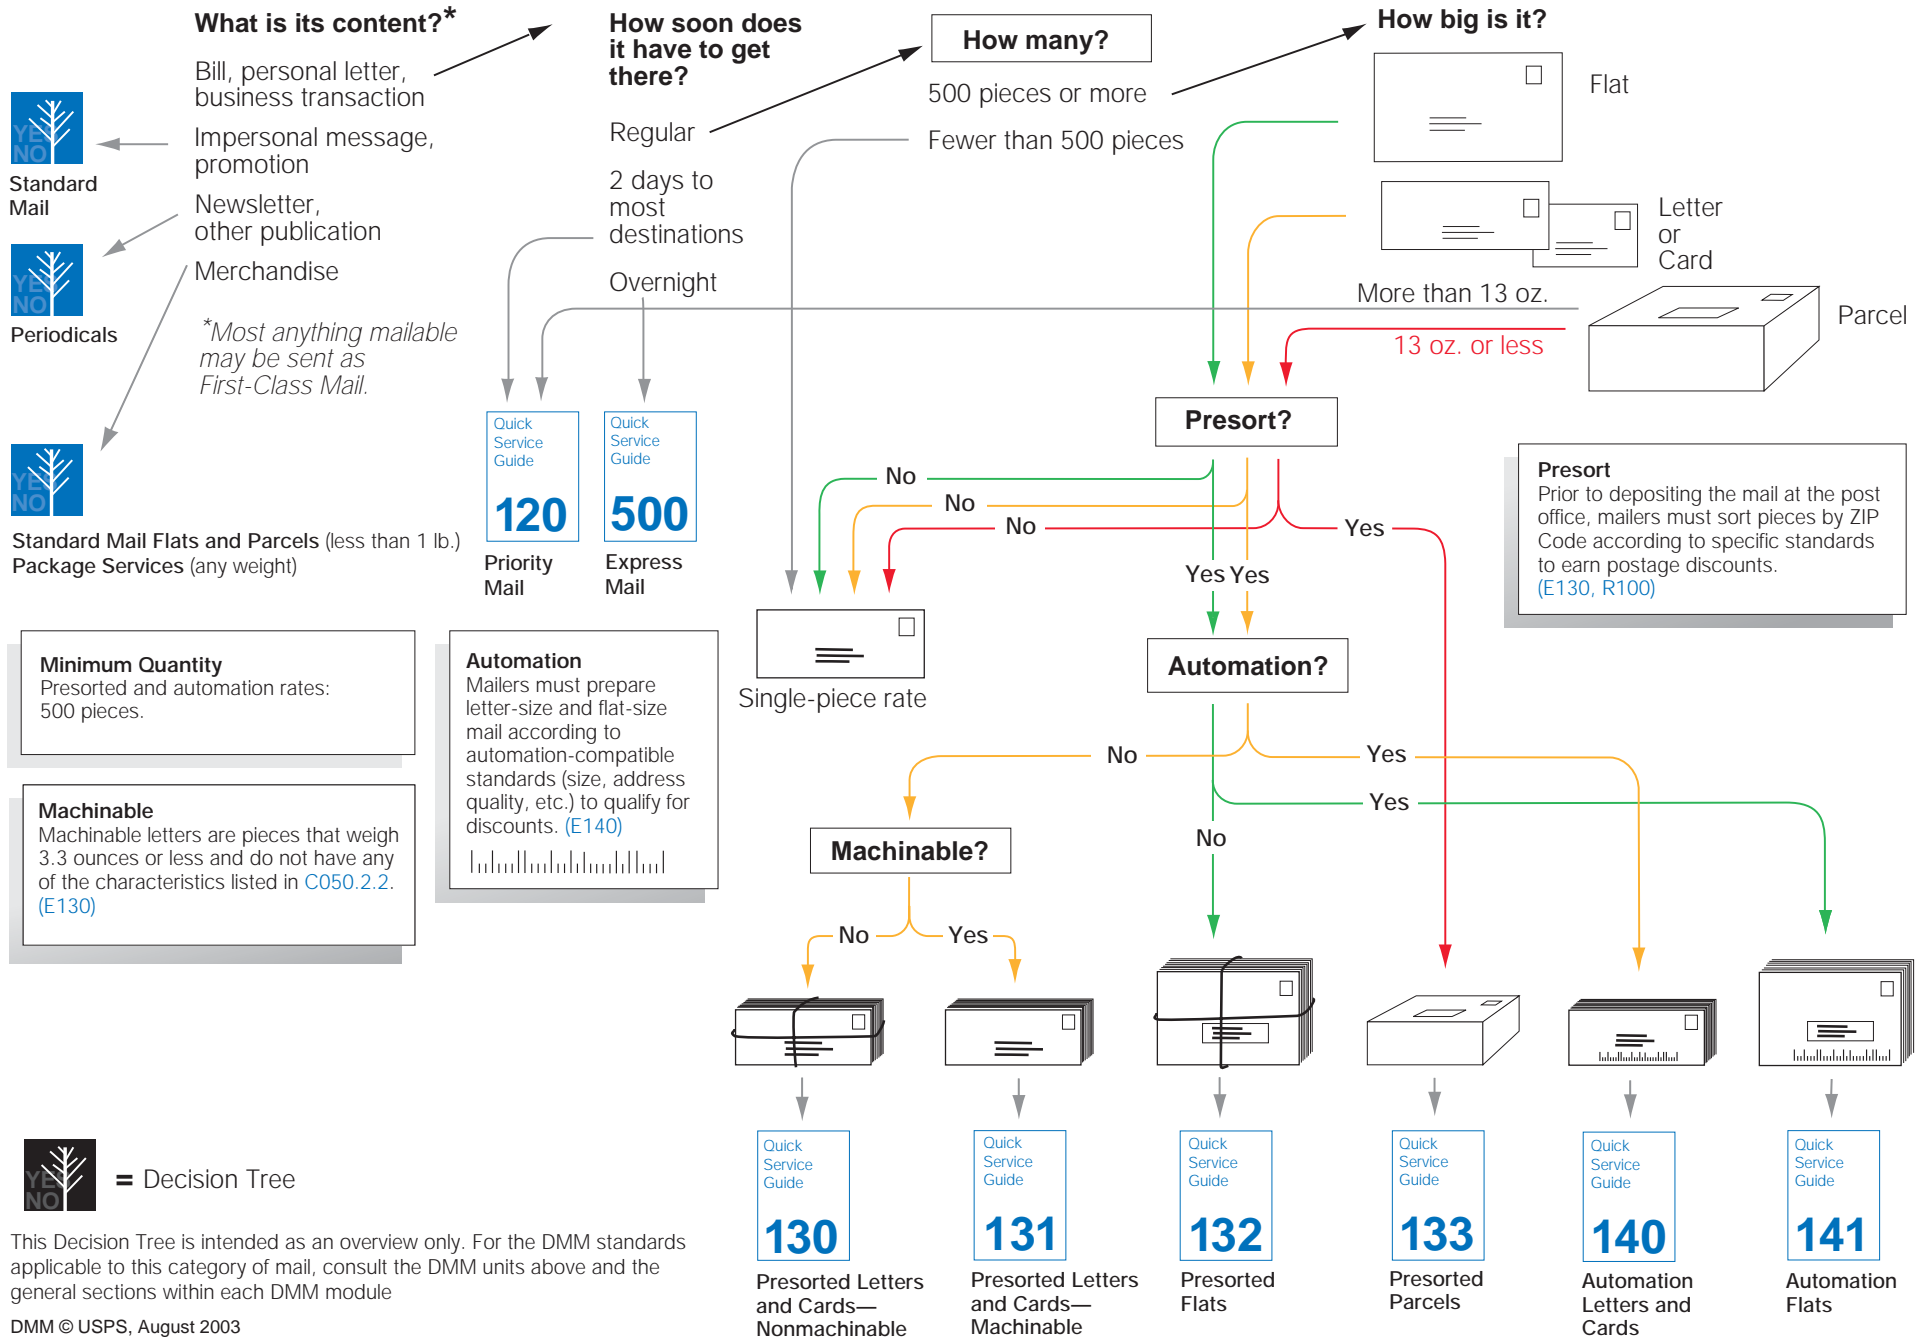 What is its content?*
Bill, personal letter,
business transaction
Impersonal message,
promotion
Newsletter,
other publication
Merchandise
*Most anything mailable
may be sent as
First-Class Mail.
YES
NO
Standard
Mail
YES
NO
Periodicals
YES
NO
Standard Mail Flats and Parcels (less than 1 lb.)
Package Services (any weight)
How soon does
it have to get
there?
Regular
2 days to
most
destinations
Overnight
How many?
500 pieces or more
Fewer than 500 pieces
How big is it?
Flat
Letter
or
Card
More than 13 oz.
13 oz. or less
Parcel
Quick
Service
Guide
120
Priority
Mail
Quick
Service
Guide
500
Express
Mail
Presort?
No
No
No
Yes
Yes Yes
Presort
Prior to depositing the mail at the post
office, mailers must sort pieces by ZIP
Code according to specific standards
to earn postage discounts.
(E130, R100)
Minimum Quantity
Presorted and automation rates:
500 pieces.
Machinable
Machinable letters are pieces that weigh
3.3 ounces or less and do not have any
of the characteristics listed in C050.2.2.
(E130)
Automation
Mailers must prepare
letter-size and flat-size
mail according to
automation-compatible
standards (size, address
quality, etc.) to qualify for
discounts. (E140)
Single-piece rate
Automation?
No
Yes
Yes
No
Machinable?
No
Yes
Quick
Service
Guide
130
Presorted Letters
and Cards—
Nonmachinable
Quick
Service
Guide
131
Presorted Letters
and Cards—
Machinable
Quick
Service
Guide
132
Presorted
Flats
Quick
Service
Guide
133
Presorted
Parcels
Quick
Service
Guide
140
Automation
Letters and
Cards
Quick
Service
Guide
141
Automation
Flats
YES
NO
= Decision Tree
This Decision Tree is intended as an overview only. For the DMM standards
applicable to this category of mail, consult the DMM units above and the
general sections within each DMM module
DMM © USPS, August 2003